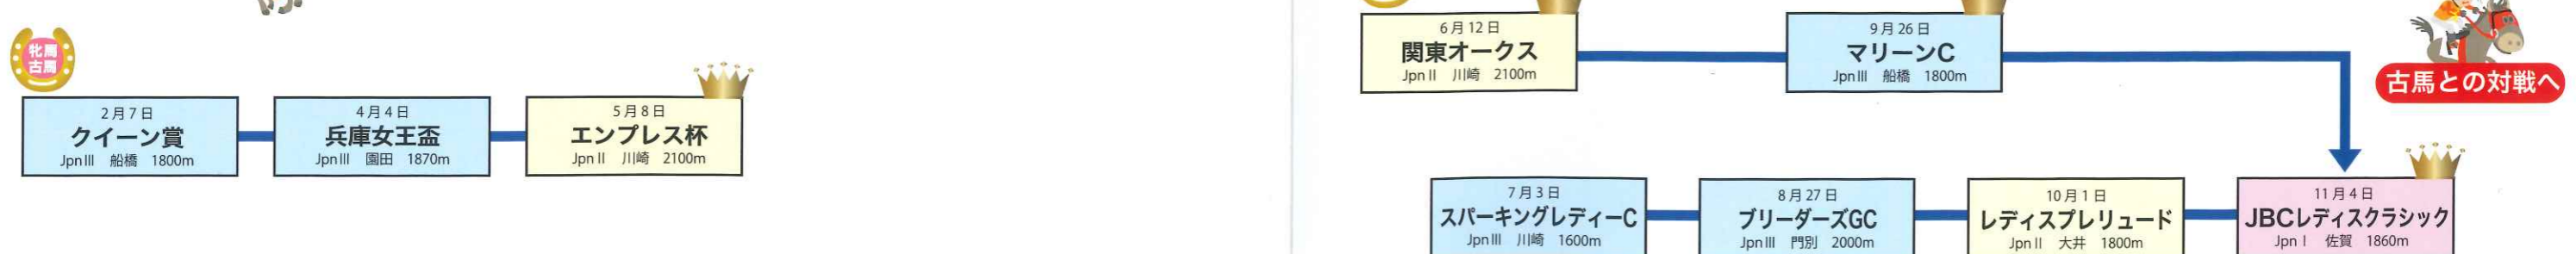 牝馬
古馬
2月7日
クイーン賞
JpnⅢ 船橋 1800m
4月4日
兵庫女王盃
JpnⅢ 園田 1870m
5月8日
エンプレス杯
JpnⅡ 川崎 2100m
6月12日
関東オークス
JpnⅡ 川崎 2100m
9月26日
マリーンC
JpnⅢ 船橋 1800m
古馬との対戦へ
7月3日
スパーキングレディーC
JpnⅢ 川崎 1600m
8月27日
ブリーダーズGC
JpnⅢ 門別 2000m
10月1日
レディスプレリュード
JpnⅡ 大井 1800m
11月4日
JBCレディスクラシック
JpnⅠ 佐賀 1860m